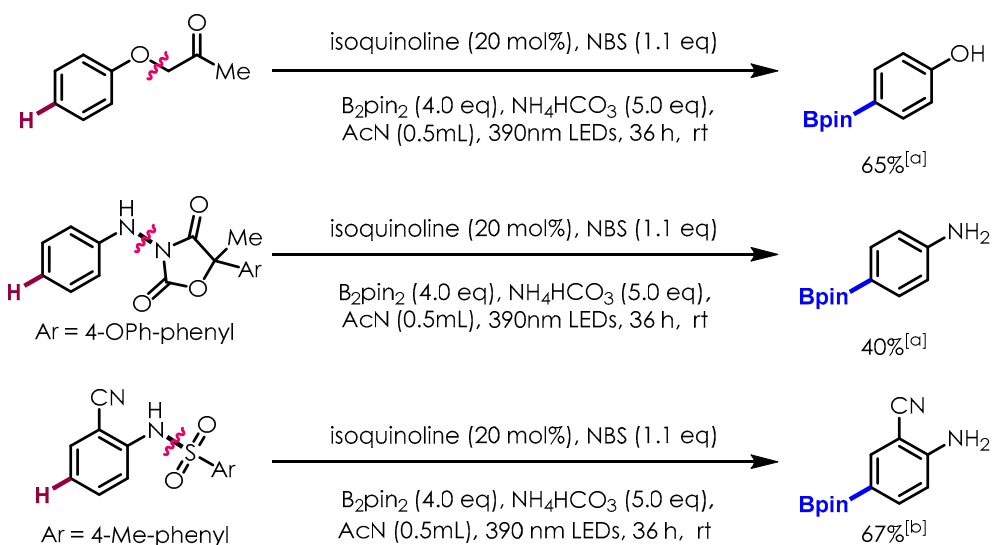 O
O
Me
H
isoquinoline (20 mol%), NBS (1.1 eq)
B₂pin₂ (4.0 eq), NH₄HCO₃ (5.0 eq),
AcN (0.5mL), 390nm LEDs, 36 h, rt
OH
Bpin
65%[a]
H
N
N
O
Me
Ar
O
O
H
Ar = 4-OPh-phenyl
isoquinoline (20 mol%), NBS (1.1 eq)
B₂pin₂ (4.0 eq), NH₄HCO₃ (5.0 eq),
AcN (0.5mL), 390nm LEDs, 36 h, rt
NH₂
Bpin
40%[a]
CN
H
N
O
S
Ar
O
H
Ar = 4-Me-phenyl
isoquinoline (20 mol%), NBS (1.1 eq)
B₂pin₂ (4.0 eq), NH₄HCO₃ (5.0 eq),
AcN (0.5mL), 390 nm LEDs, 36 h, rt
CN
NH₂
Bpin
67%[b]